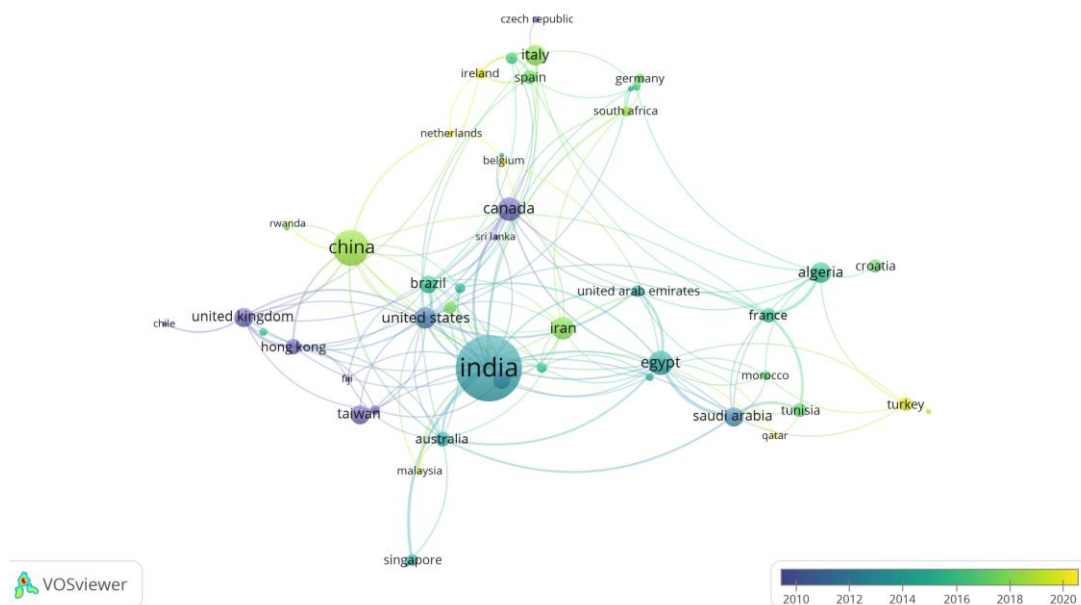 czech republic
italy
ireland
spain
germany
south africa
netherlands
belgium
canada
rwanda
sri lanka
china
algeria
croatia
brazil
united arab emirates
united kingdom
united states
france
chile
iran
hong kong
india
egypt
fiji
morocco
taiwan
saudi arabia
tunisia
turkey
australia
qatar
malaysia
singapore
VOSviewer
2010 2012 2014 2016 2018 2020